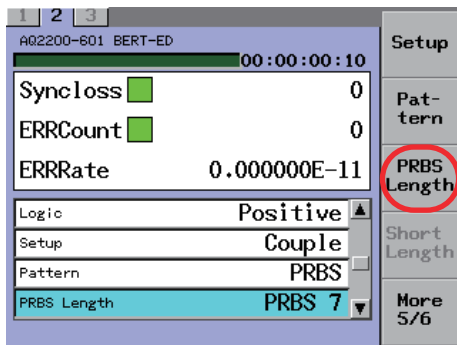 1 2 3
AQ2200-601 BERT-ED
00:00:00:10
Syncloss 0
ERRCount 0
ERRRate 0.000000E-11
Logic Positive
Setup Couple
Pattern PRBS
PRBS Length PRBS 7
Setup
Pat-
tern
PRBS
Length
Short
Length
More
5/6